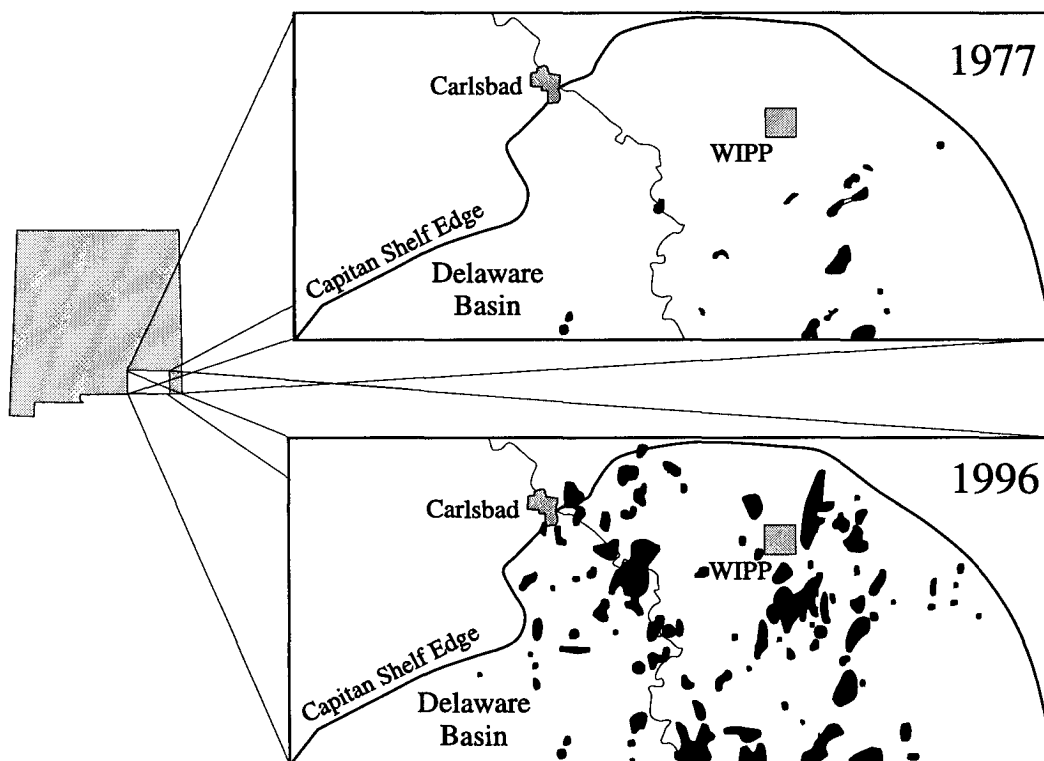 1977
Carlsbad
WIPP
Capitan Shelf Edge
Delaware
Basin
1996
Carlsbad
WIPP
Capitan Shelf Edge
Delaware
Basin